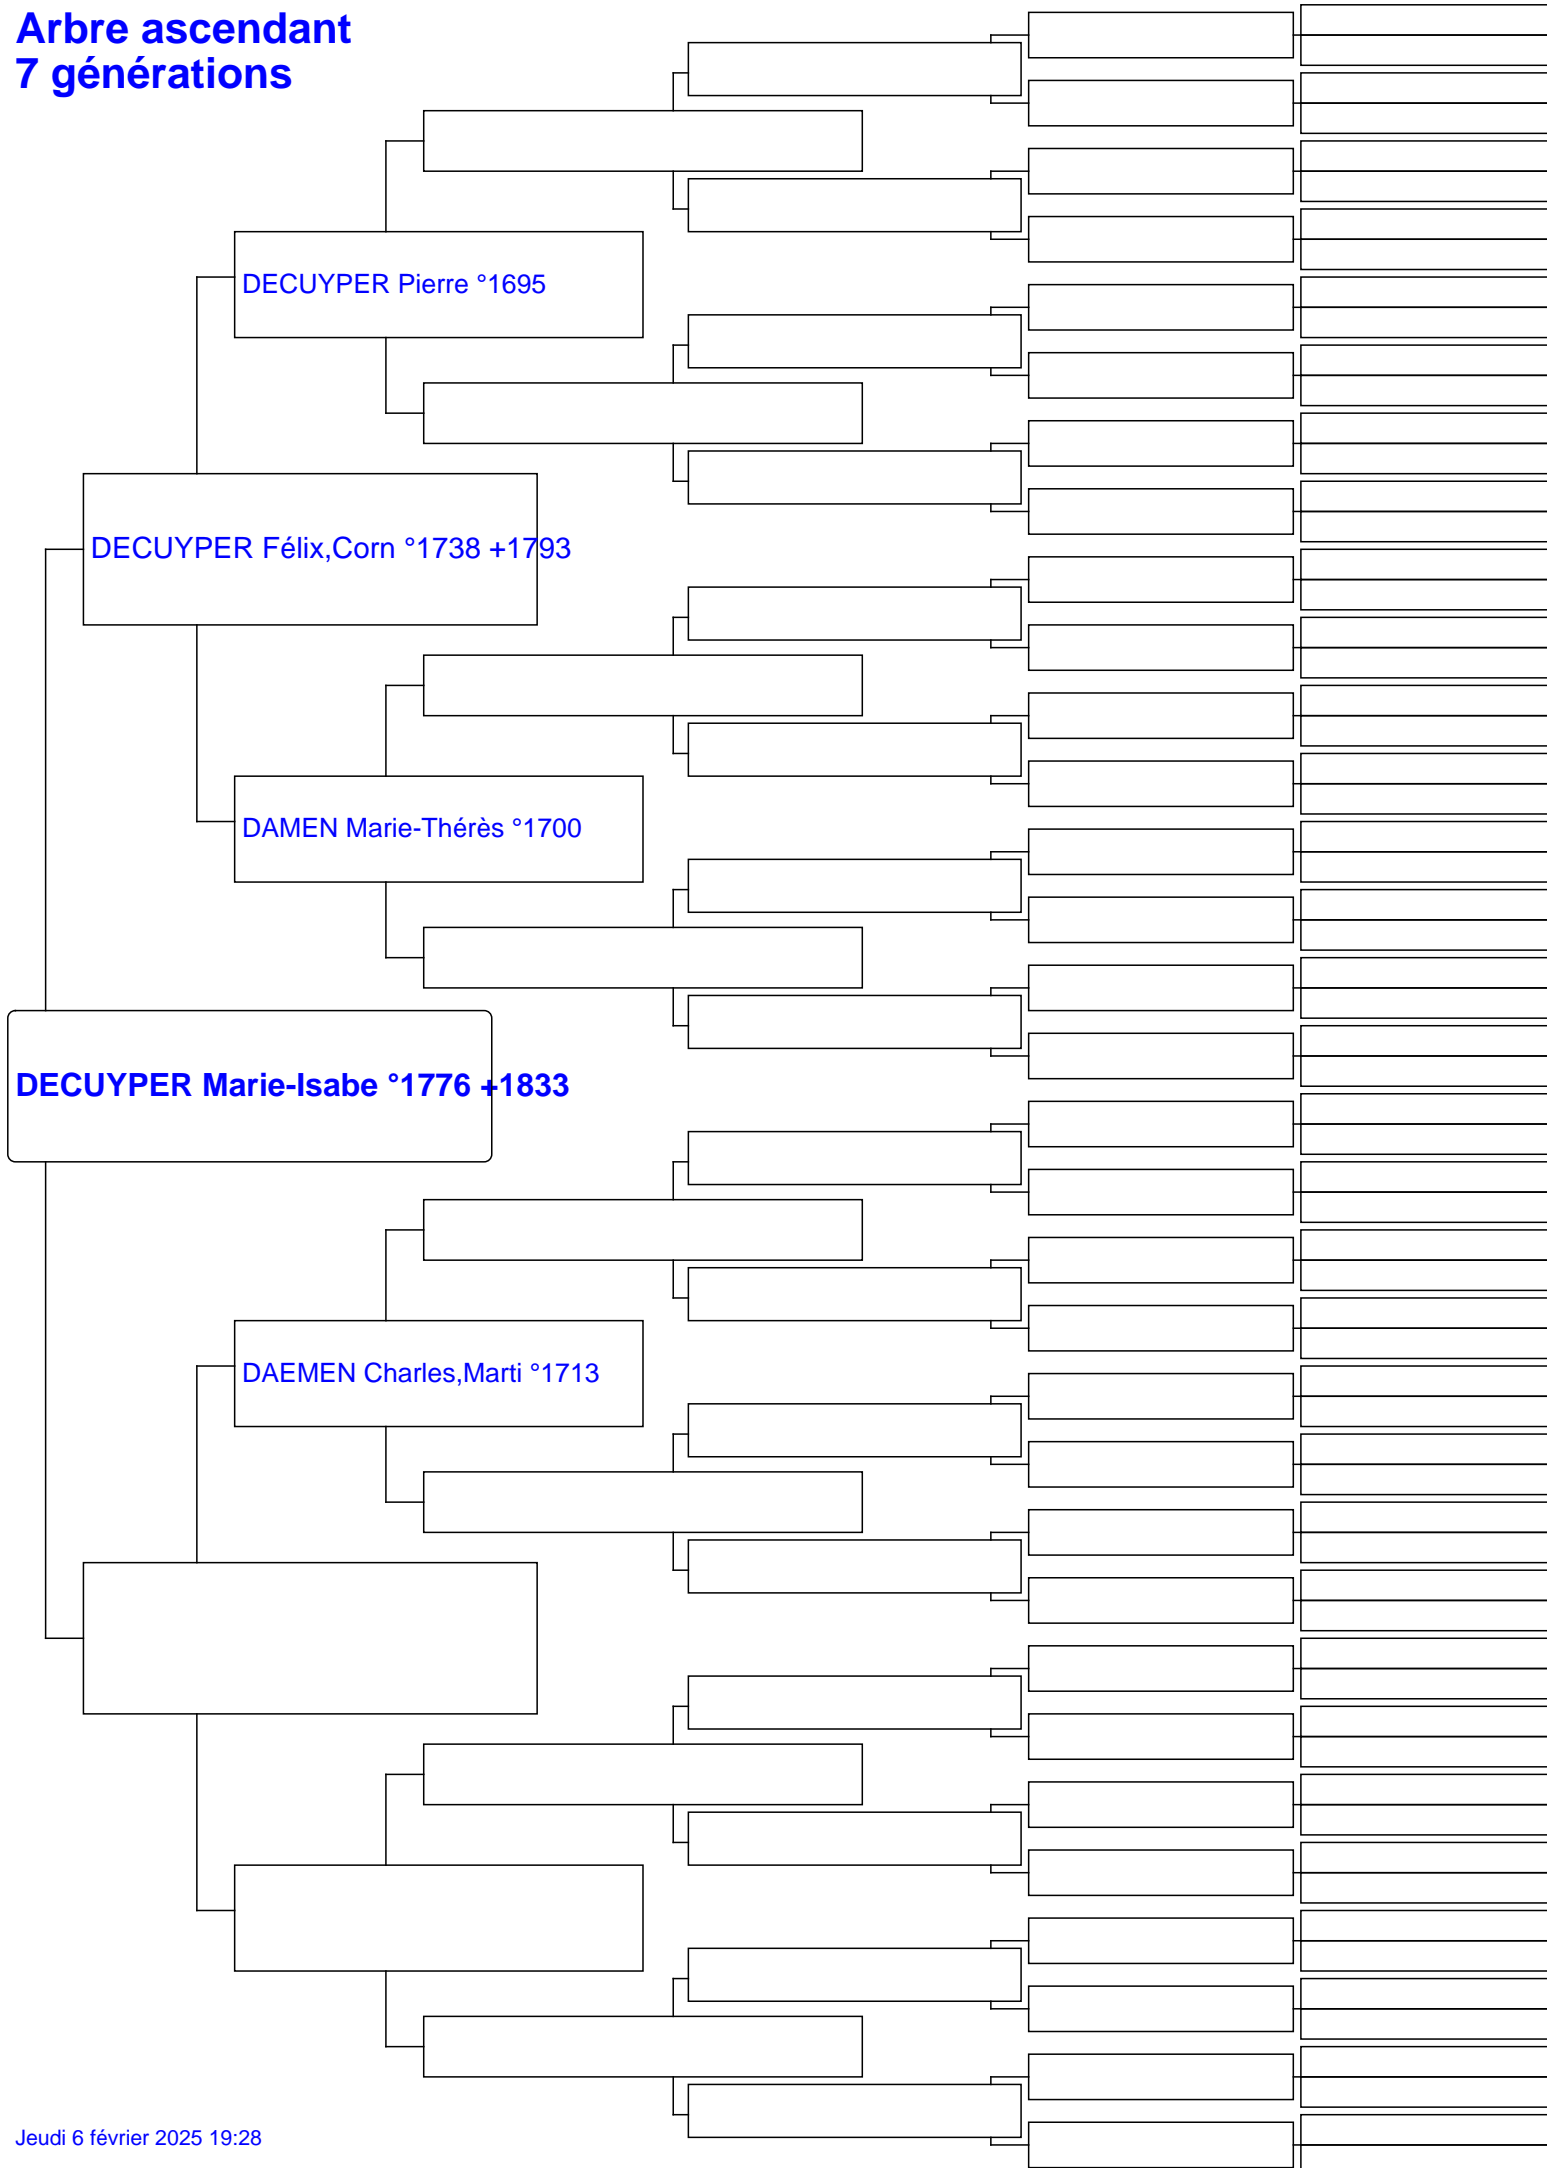 Arbre ascendant
7 générations
DECUYPER Pierre °1695
DECUYPER Félix,Corn °1738 +1793
DAMEN Marie-Thérès °1700
DECUYPER Marie-Isabe °1776 +1833
DAEMEN Charles,Marti °1713
Jeudi 6 février 2025 19:28